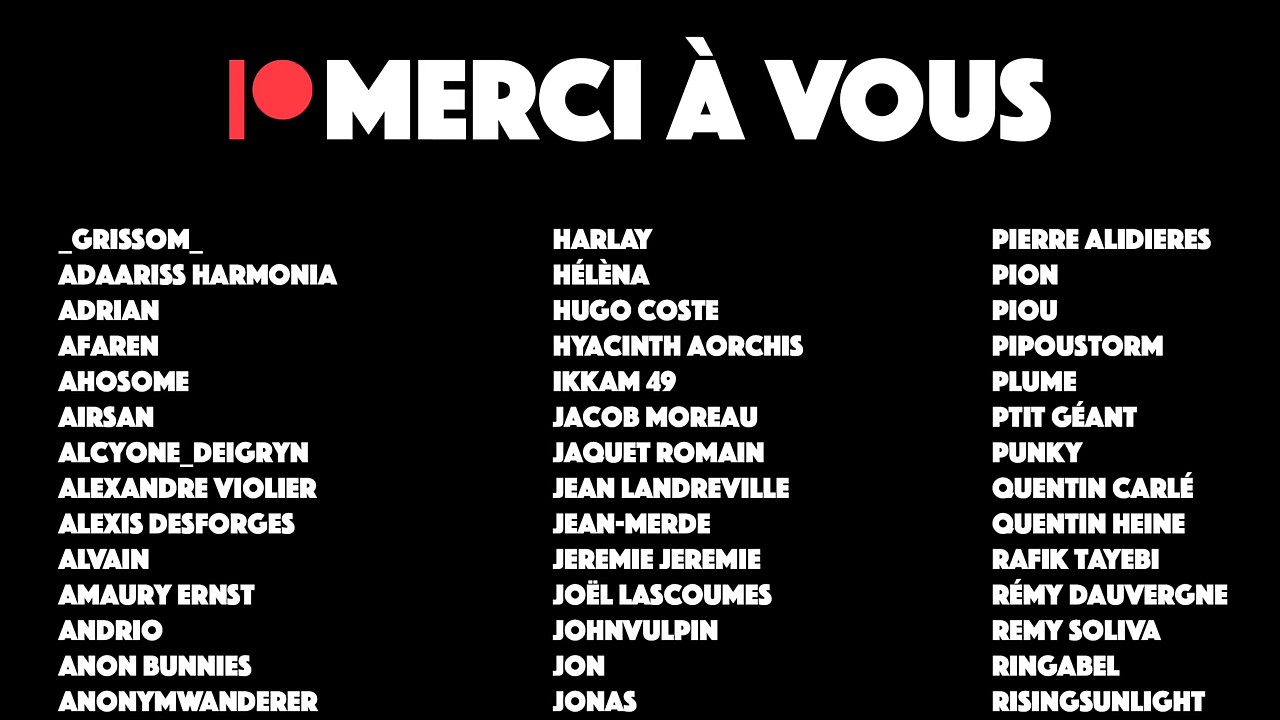 MERCI À VOUS
_GRISSOM_
ADAARISS HARMONIA
ADRIAN
AFAREN
AHOSOME
AIRSAN
ALCYONE_DEIGRYN
ALEXANDRE VIOLIER
ALEXIS DESFORGES
ALVAIN
AMAURY ERNST
ANDRIO
ANON BUNNIES
ANONYMWANDERER
HARLAY
HÉLÈNA
HUGO COSTE
HYACINTH AORCHIS
IKKAM 49
JACOB MOREAU
JAQUET ROMAIN
JEAN LANDREVILLE
JEAN-MERDE
JEREMIE JEREMIE
JOËL LASCOUMES
JOHNVULPIN
JON
JONAS
PIERRE ALIDIERES
PION
PIOU
PIPOUSTORM
PLUME
PTIT GÉANT
PUNKY
QUENTIN CARLÉ
QUENTIN HEINE
RAFIK TAYEBI
RÉMY DAUVERGNE
REMY SOLIVA
RINGABEL
RISINGSUNLIGHT